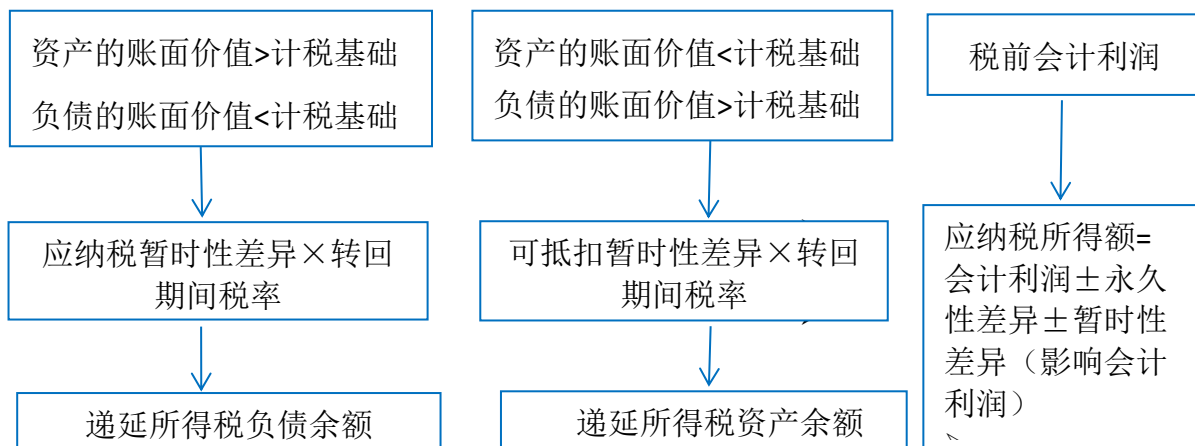 资产的账面价值>计税基础
负债的账面价值<计税基础
应纳税暂时性差异×转回
期间税率
递延所得税负债余额
资产的账面价值<计税基础
负债的账面价值>计税基础
可抵扣暂时性差异×转回
期间税率
递延所得税资产余额
税前会计利润
应纳税所得额=
会计利润±永久
性差异±暂时性
差异（影响会计
利润）